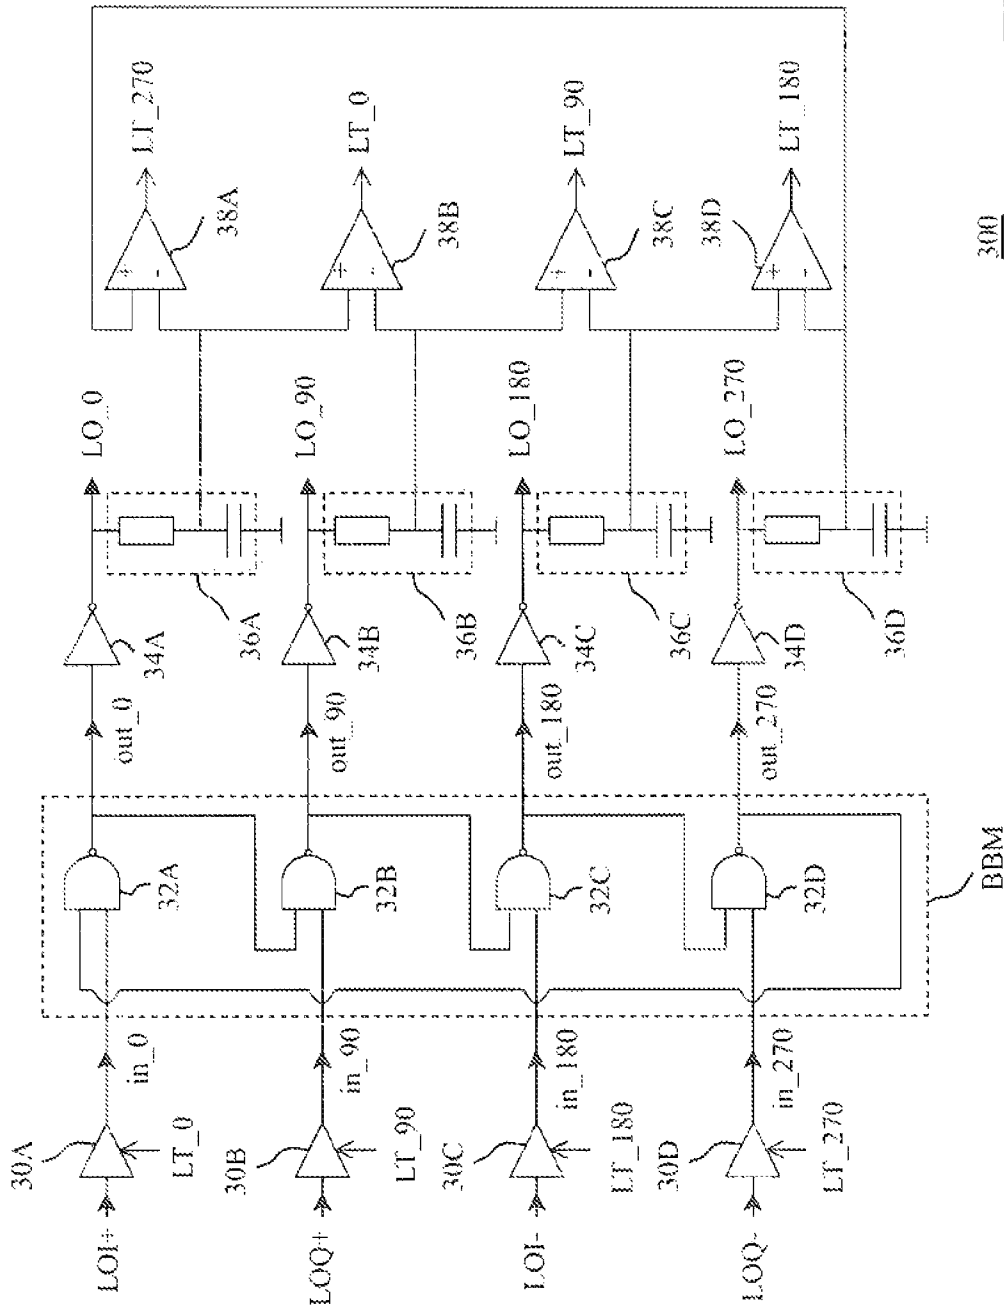 LOI+
30A
LT_0
in_0
32A
out_0
34A
36A
LO_0
38A
LT_270
LOQ+
30B
LT_90
in_90
32B
out_90
34B
36B
LO_90
38B
LT_0
LOI-
30C
LT_180
in_180
32C
out_180
34C
36C
LO_180
38C
LT_90
LOQ-
30D
LT_270
in_270
32D
out_270
34D
36D
LO_270
38D
LT_180
BBM
300
+
-
+
-
+
-
+
-